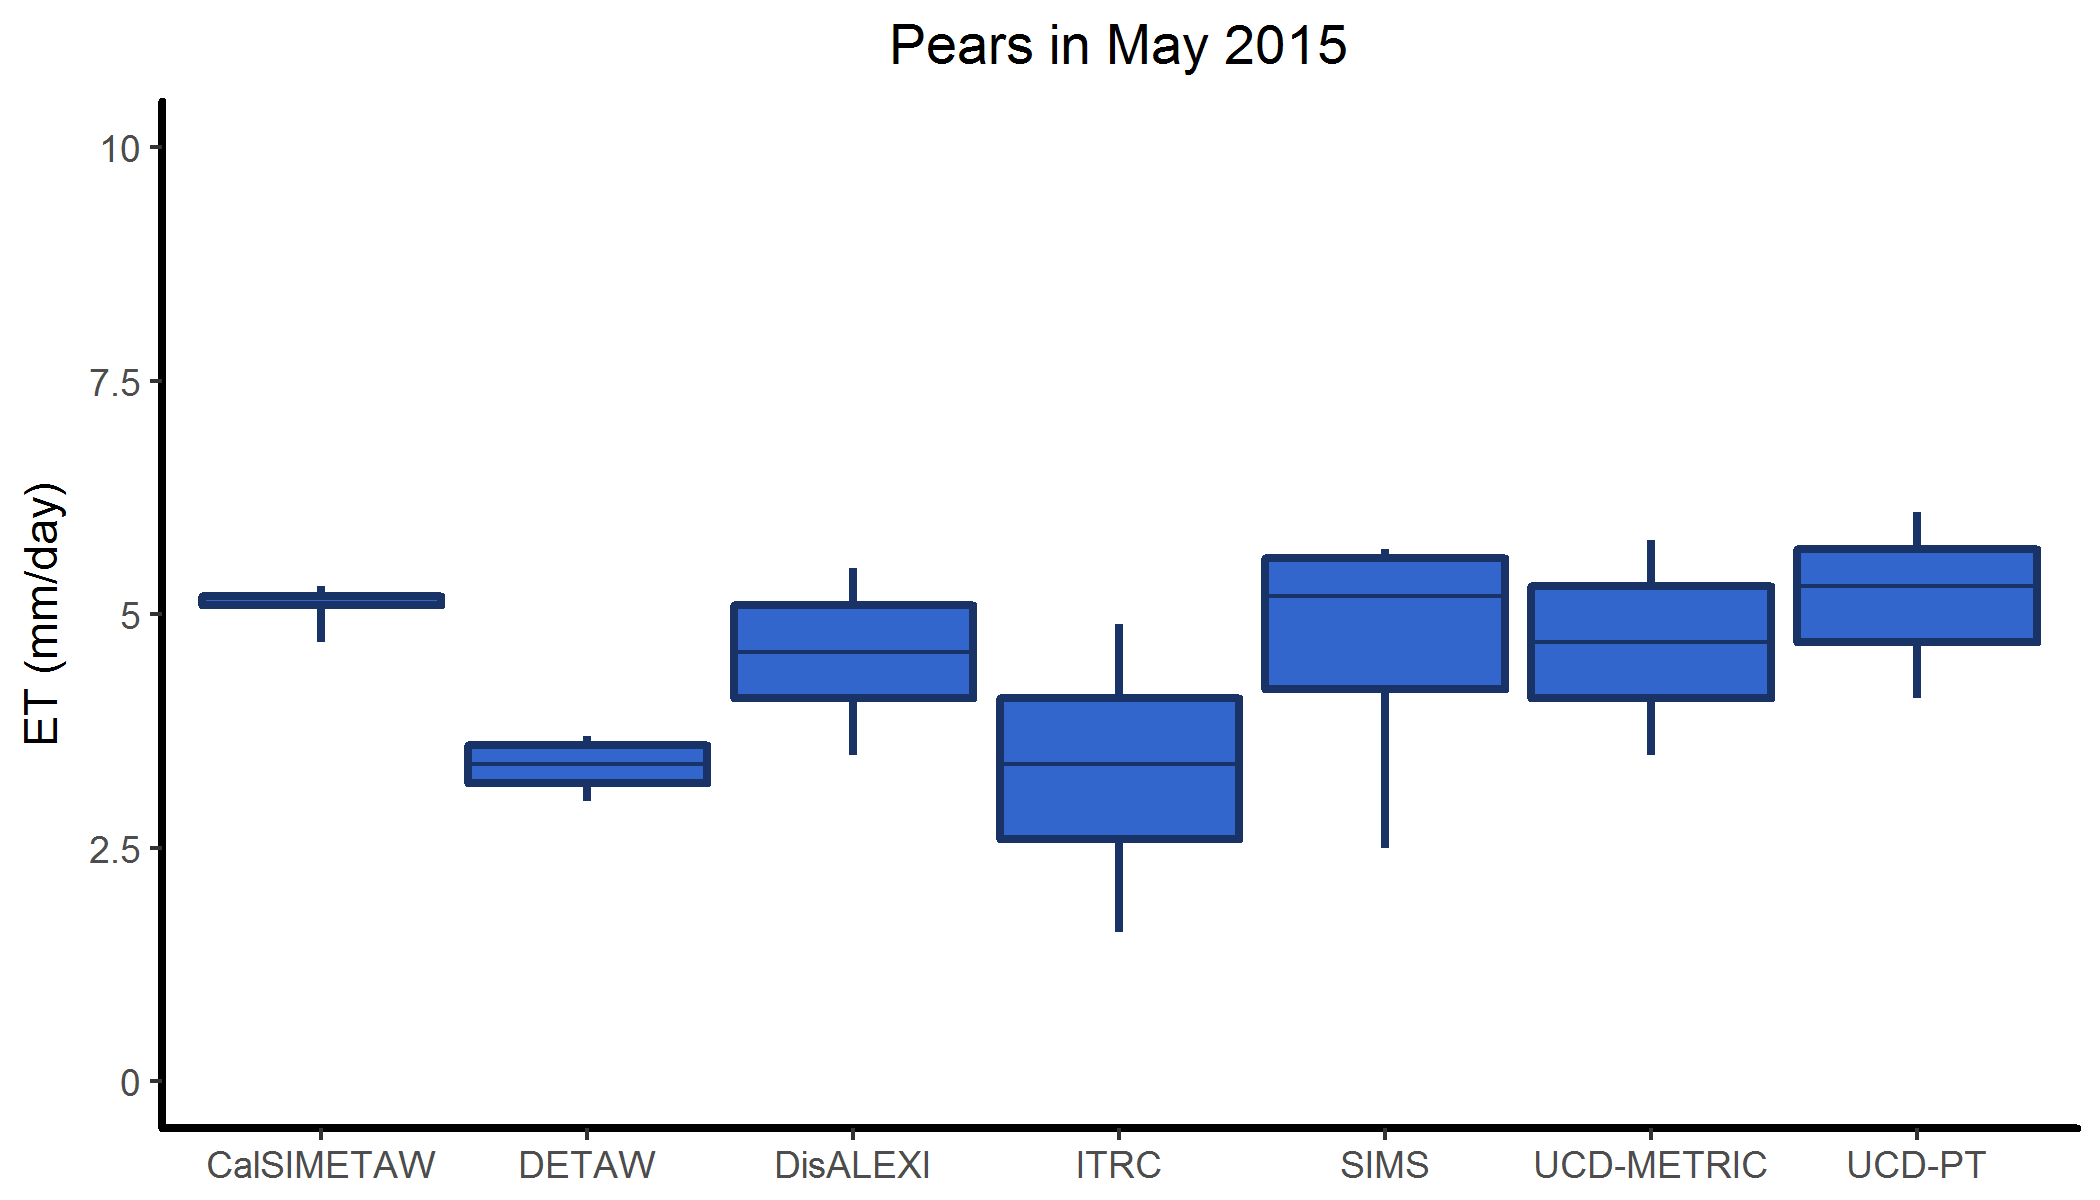 Pears in May 2015
ET (mm/day)
10
7.5
5
2.5
0
CalSIMETAW DETAW DisALEXI ITRC SIMS UCD-METRIC UCD-PT